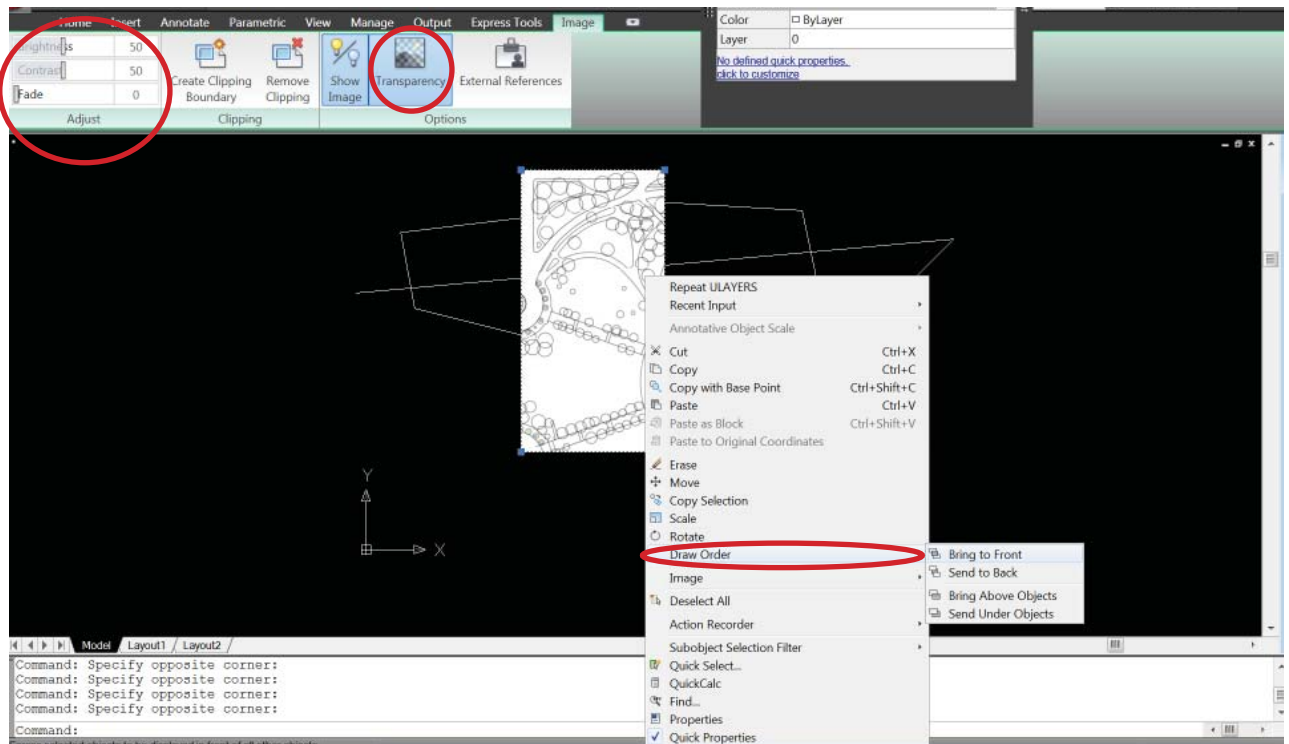 Home Insert Annotate Parametric View Manage Output Express Tools Image
Color ByLayer
Layer 0
No defined quick properties.
click to customize
Brightness 50
Contrast 50
Fade 0
Create Clipping Boundary
Remove Clipping
Show Image
Transparency
External References
Adjust Clipping Options
Repeat ULAYERS
Recent Input
Annotative Object Scale
Cut Ctrl+X
Copy Ctrl+C
Copy with Base Point Ctrl+Shift+C
Paste Ctrl+V
Paste as Block Ctrl+Shift+V
Paste to Original Coordinates
Erase
Move
Copy Selection
Scale
Rotate
Draw Order
Bring to Front
Send to Back
Bring Above Objects
Send Under Objects
Image
Deselect All
Action Recorder
Subobject Selection Filter
Quick Select...
QuickCalc
Find...
Properties
Quick Properties
Y
X
Model Layout1 Layout2
Command: Specify opposite corner:
Command: Specify opposite corner:
Command: Specify opposite corner:
Command: Specify opposite corner:
Command: